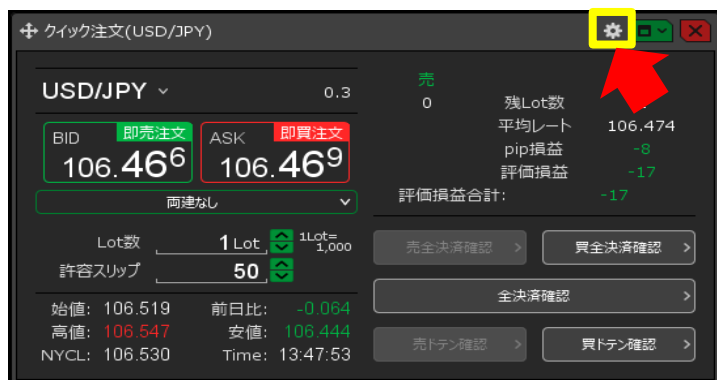 クイック注文(USD/JPY)
USD/JPY
0.3
BID 即売注文
106.466
ASK 即買注文
106.469
両建なし
Lot数 1 Lot 1Lot=1,000
許容スリップ 50
始値: 106.519 前日比: -0.064
高値: 106.547 安値: 106.444
NYCL: 106.530 Time: 13:47:53
売
0 残Lot数
平均レート 106.474
pip損益 -8
評価損益 -17
評価損益合計: -17
売全決済確認 買全決済確認
全決済確認
売ドテン確認 買ドテン確認